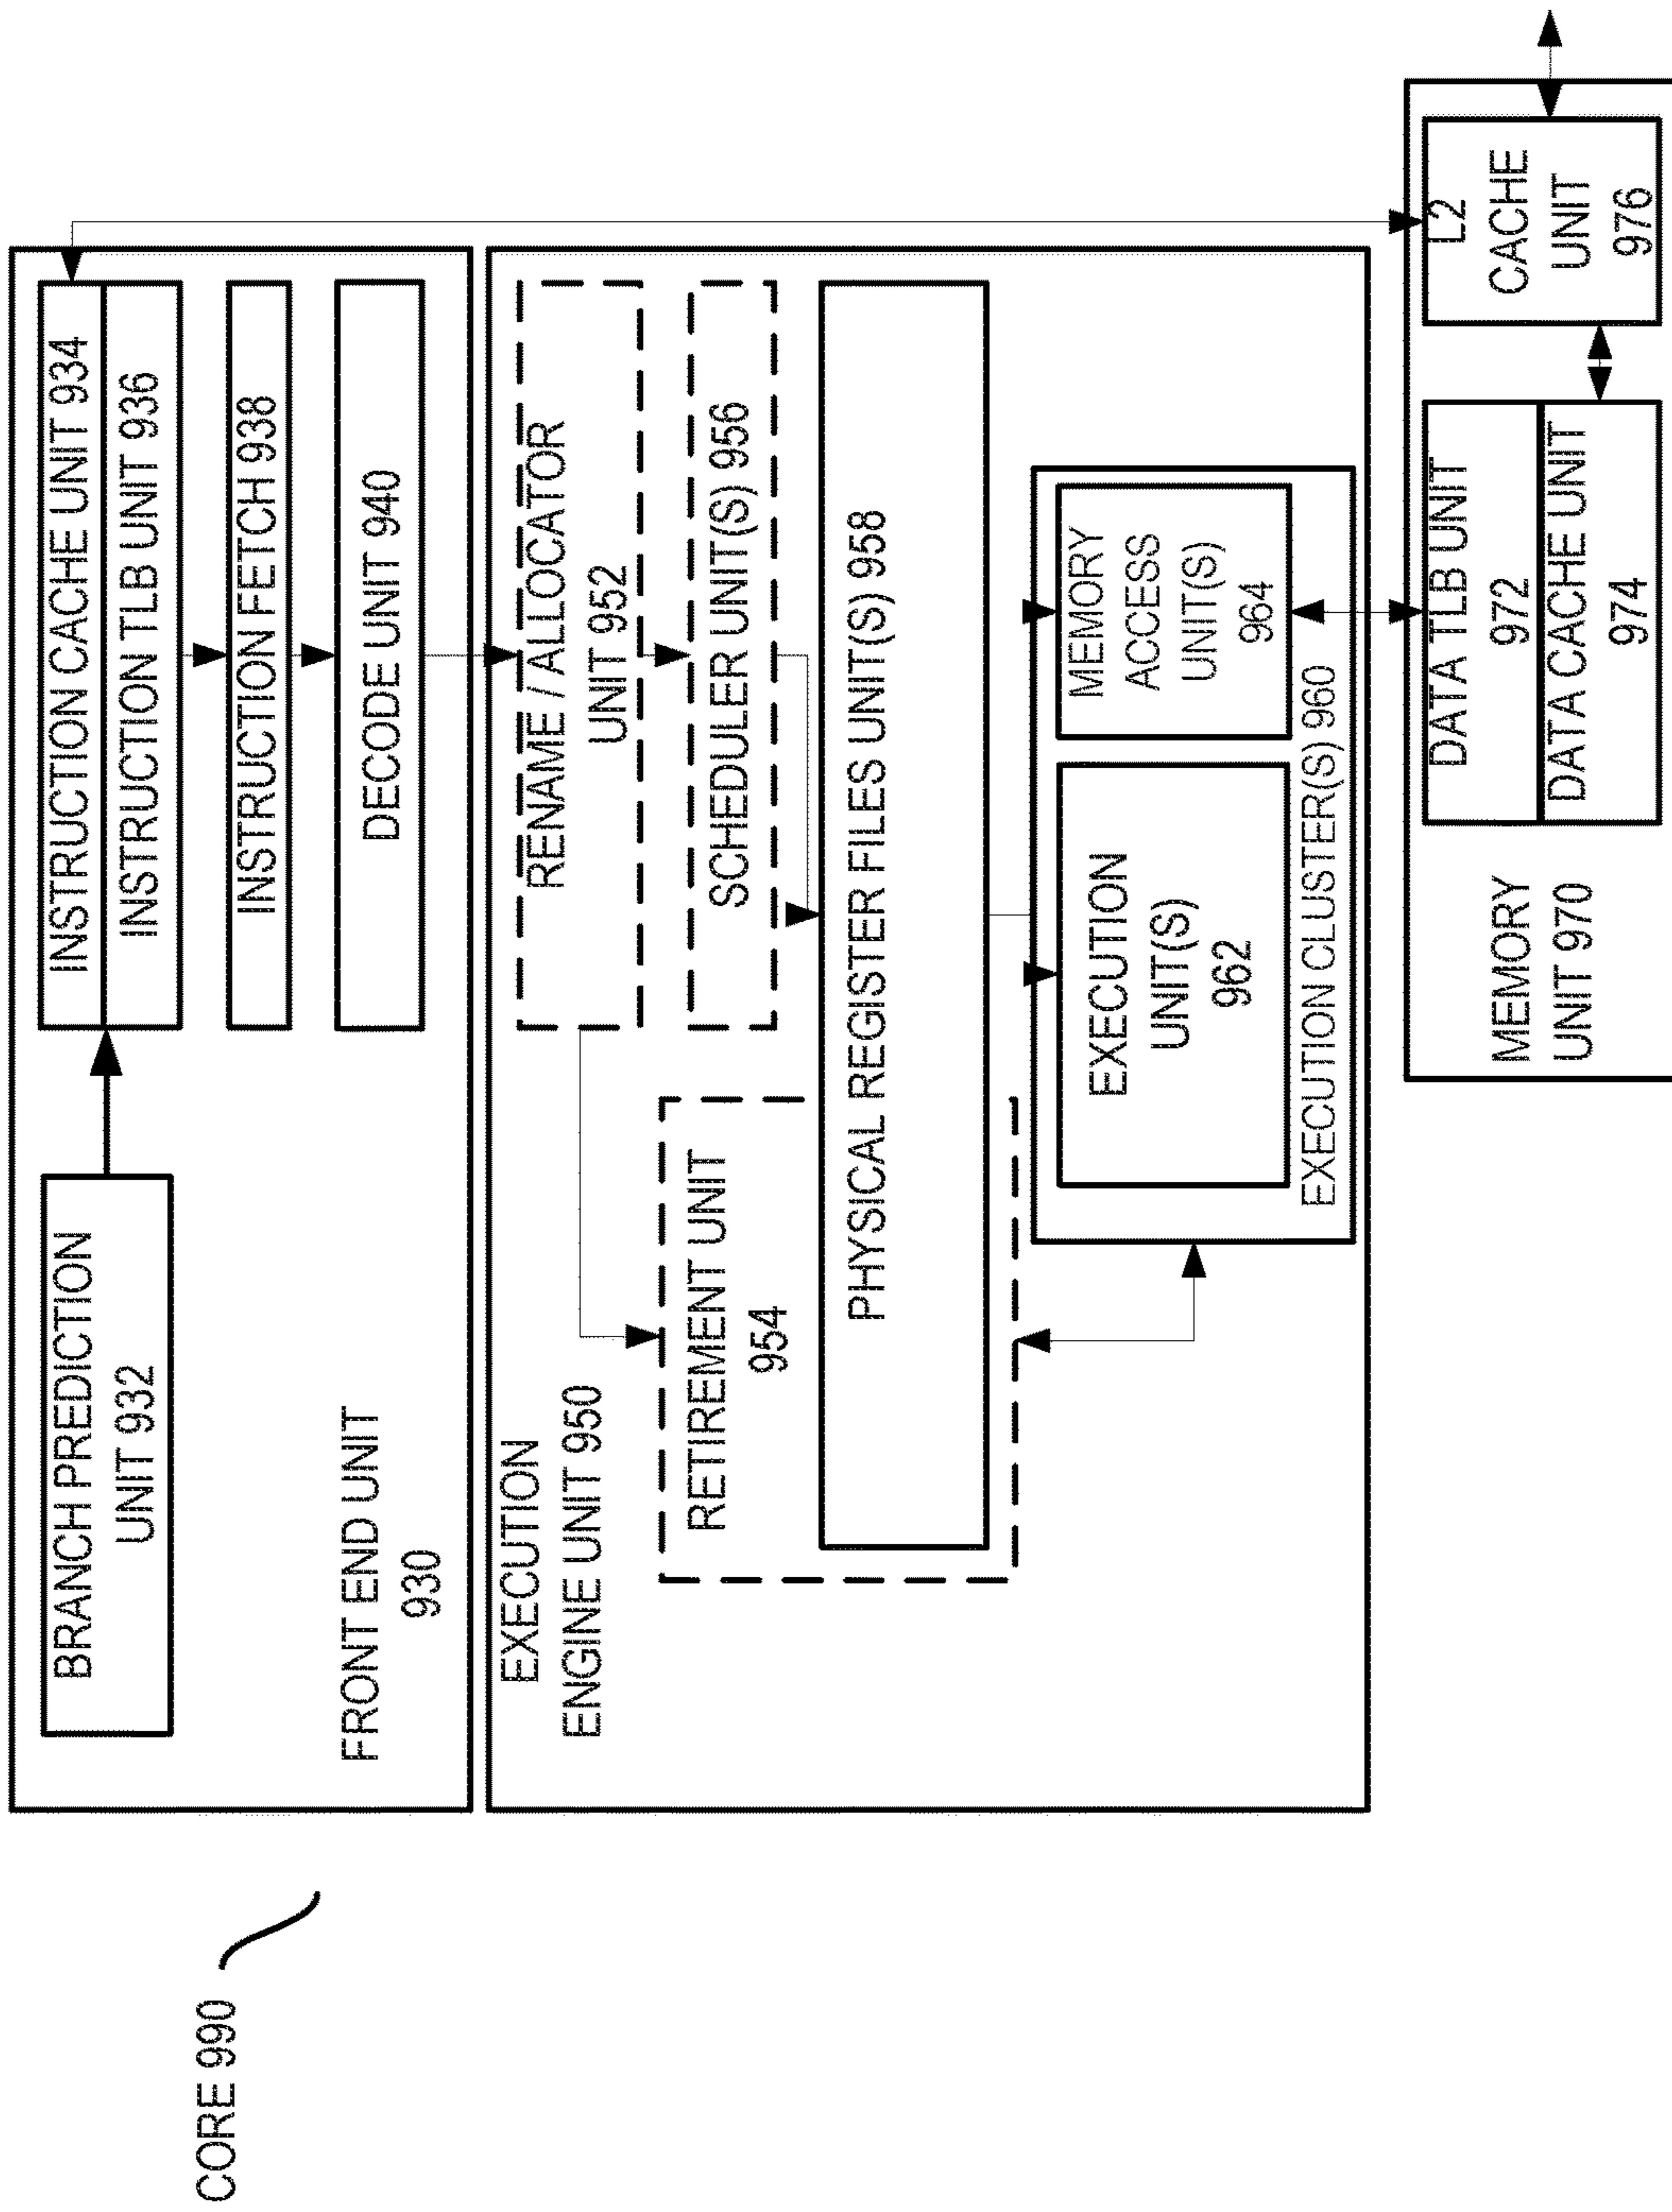 CORE 990
BRANCH PREDICTION
UNIT 932
INSTRUCTION CACHE UNIT 934
INSTRUCTION TLB UNIT 936
INSTRUCTION FETCH 938
FRONT END UNIT
930
DECODE UNIT 940
EXECUTION
ENGINE UNIT 950
RENAME / ALLOCATOR
UNIT 952
RETIREMENT UNIT
954
SCHEDULER UNIT(S) 956
PHYSICAL REGISTER FILES UNIT(S) 958
EXECUTION
UNIT(S)
962
MEMORY
ACCESS
UNIT(S)
964
EXECUTION CLUSTER(S) 960
MEMORY
UNIT 970
DATA TLB UNIT
972
DATA CACHE UNIT
974
L2
CACHE
UNIT
976